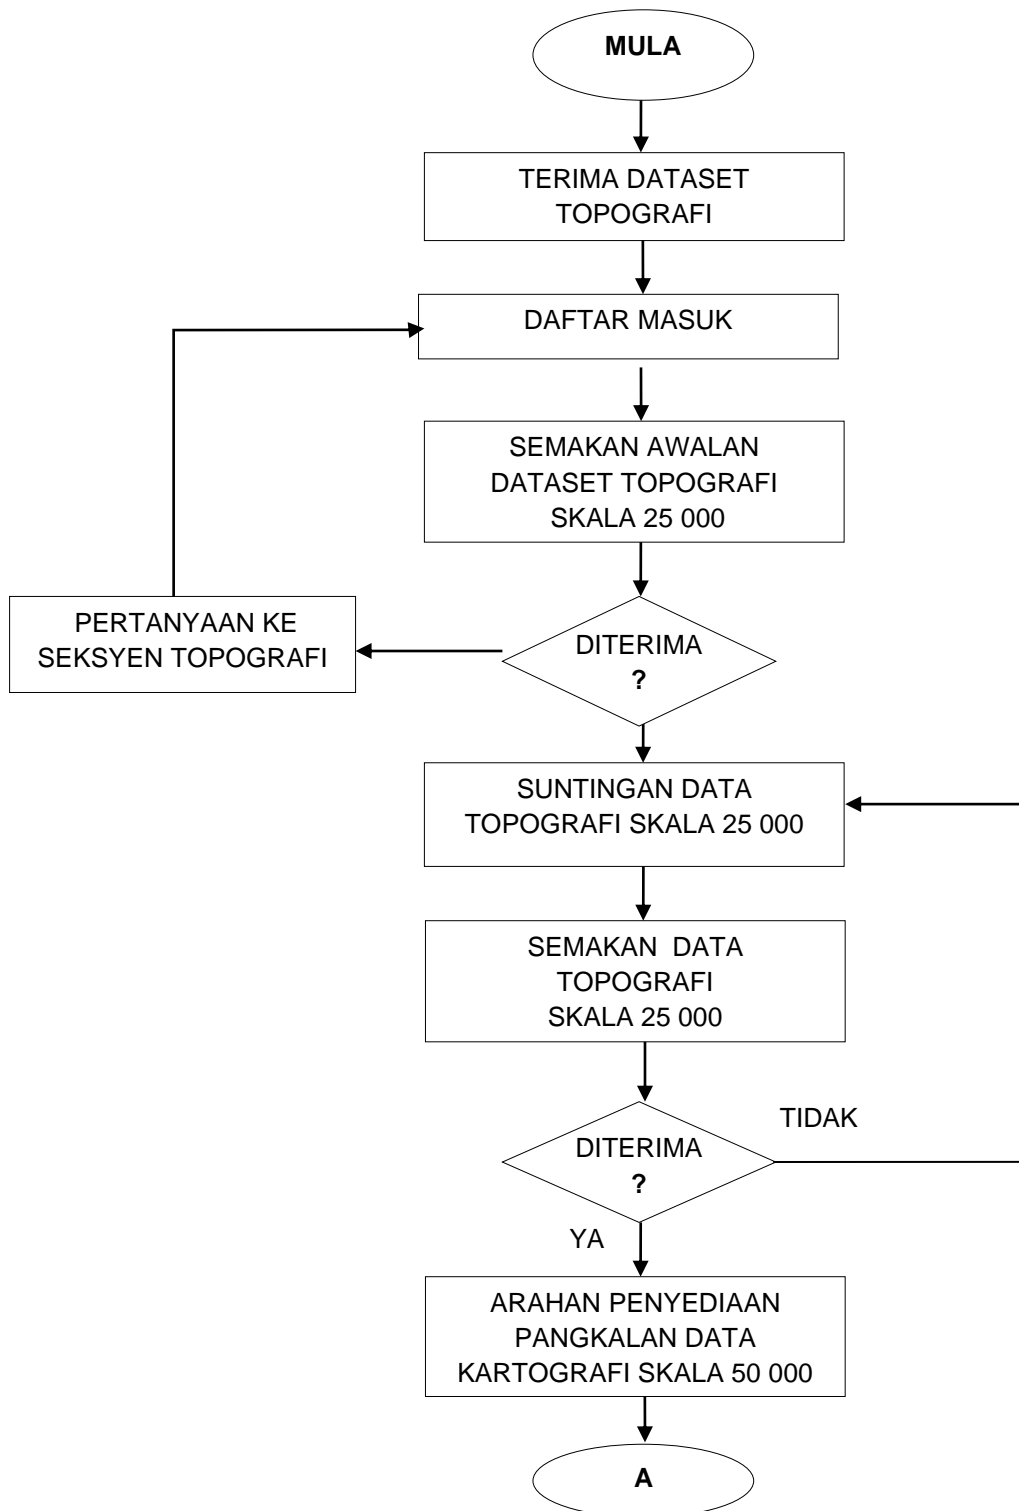 MULA
TERIMA DATASET
TOPOGRAFI
DAFTAR MASUK
SEMAKAN AWALAN
DATASET TOPOGRAFI
SKALA 25 000
PERTANYAAN KE
SEKSYEN TOPOGRAFI
DITERIMA
?
SUNTINGAN DATA
TOPOGRAFI SKALA 25 000
SEMAKAN DATA
TOPOGRAFI
SKALA 25 000
DITERIMA
?
TIDAK
YA
ARAHAN PENYEDIAAN
PANGKALAN DATA
KARTOGRAFI SKALA 50 000
A